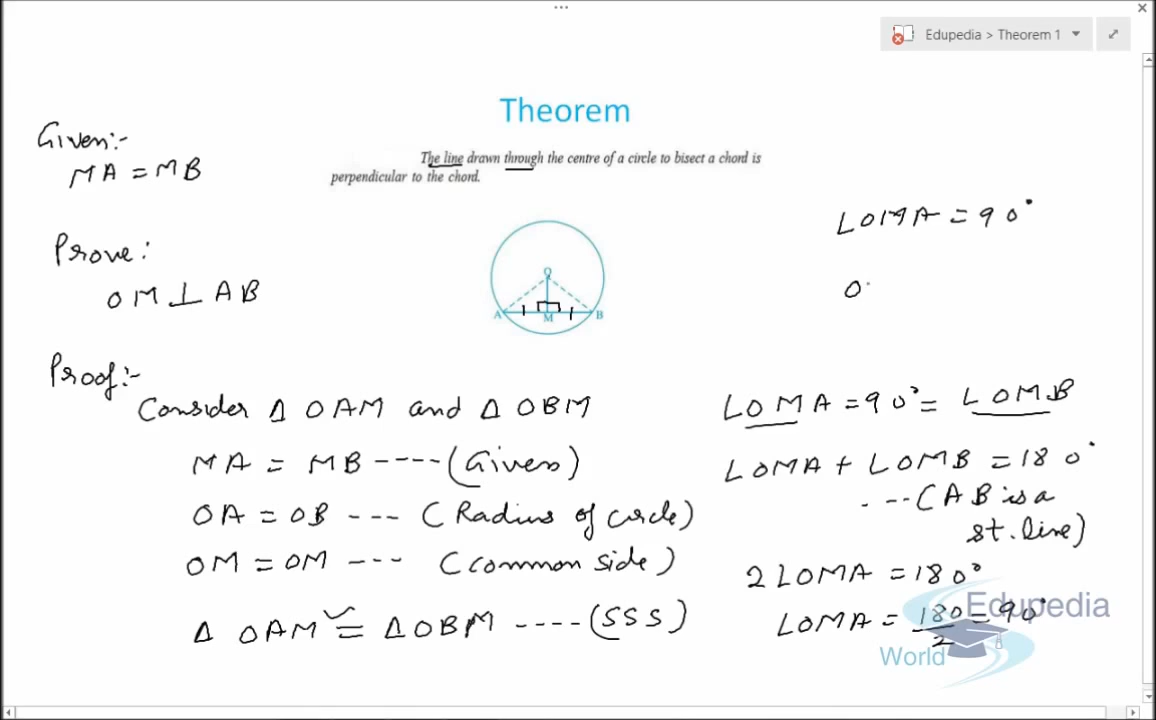 Edupedia > Theorem 1
Theorem
The line drawn through the centre of a circle to bisect a chord is
perpendicular to the chord.
Given:-
MA = MB
Prove:
OM ⊥ AB
O
A
M
B
Proof:-
Consider Δ OAM and Δ OBM
MA = MB ---- (Given)
OA = OB --- (Radius of circle)
OM = OM --- (common side)
Δ OAM ≅ Δ OBM ---- (SSS)
∠OMA = 90°
O
∠OMA = 90° = ∠OMB
∠OMA + ∠OMB = 180°
--- (AB is a
st. line)
2∠OMA = 180°
∠OMA = 180/2 = 90°
Edupedia
World